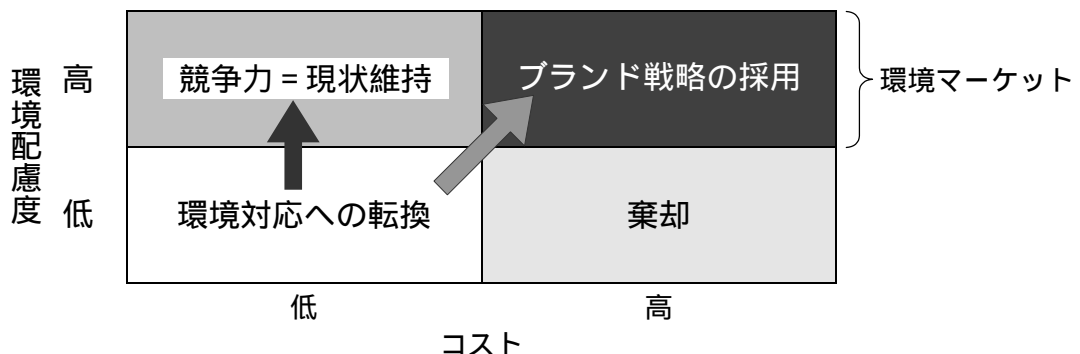 環境配慮度
高
競争力 = 現状維持
ブランド戦略の採用
環境マーケット
低
環境対応への転換
棄却
低
高
コスト